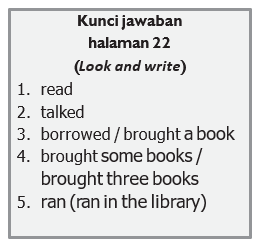 Kunci jawaban
halaman 22
(Look and write)
1. read
2. talked
3. borrowed / brought a book
4. brought some books /
brought three books
5. ran (ran in the library)